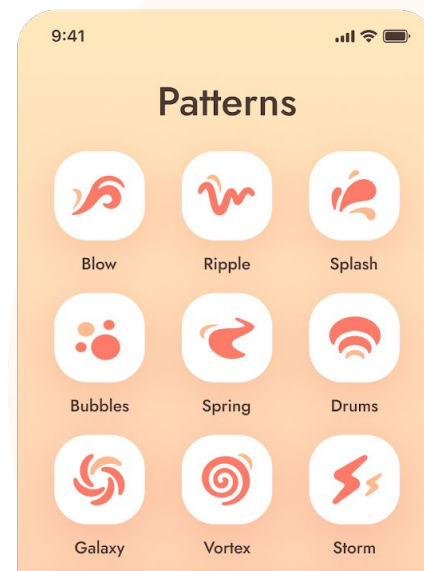 9:41
Patterns
Blow Ripple Splash
Bubbles Spring Drums
Galaxy Vortex Storm